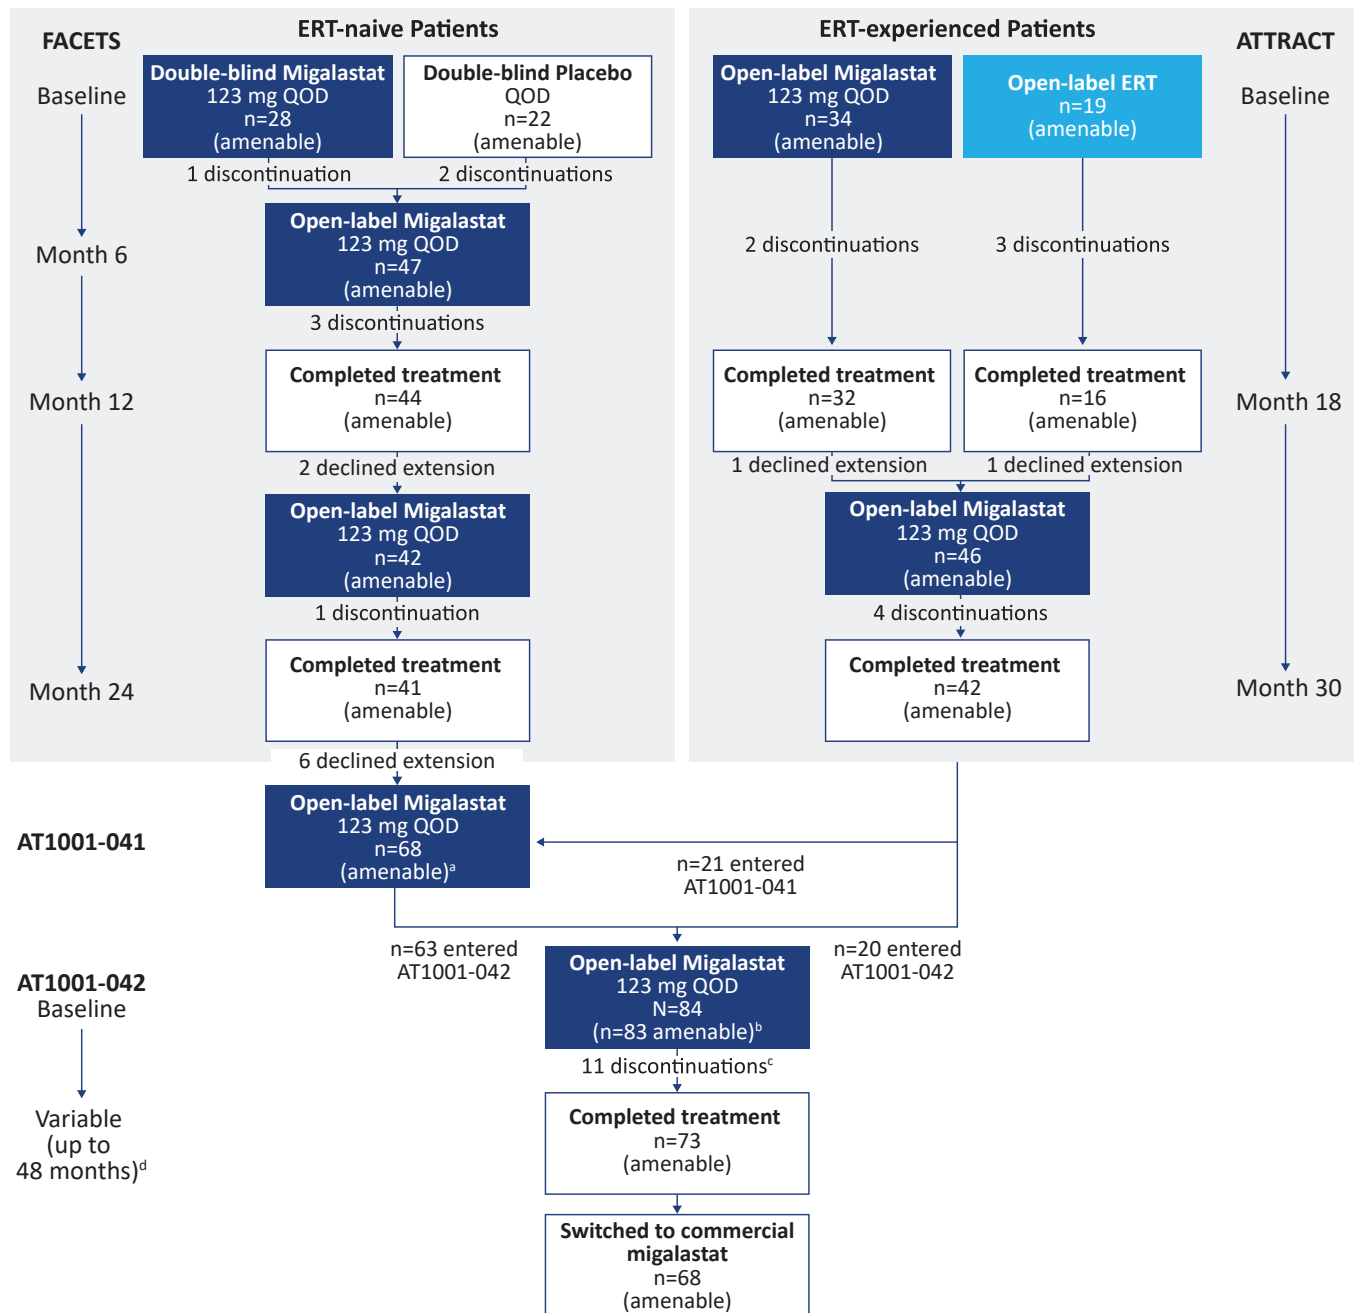 ERT-naive Patients
FACETS
Baseline
Double-blind Migalastat
123 mg QOD
n=28
(amenable)
Double-blind Placebo
QOD
n=22
(amenable)
1 discontinuation
2 discontinuations
Month 6
Open-label Migalastat
123 mg QOD
n=47
(amenable)
3 discontinuations
Month 12
Completed treatment
n=44
(amenable)
2 declined extension
Open-label Migalastat
123 mg QOD
n=42
(amenable)
1 discontinuation
Month 24
Completed treatment
n=41
(amenable)
6 declined extension
ERT-experienced Patients
ATTRACT
Baseline
Open-label Migalastat
123 mg QOD
n=34
(amenable)
Open-label ERT
n=19
(amenable)
2 discontinuations
3 discontinuations
Completed treatment
n=32
(amenable)
Completed treatment
n=16
(amenable)
Month 18
1 declined extension
1 declined extension
Open-label Migalastat
123 mg QOD
n=46
(amenable)
4 discontinuations
Completed treatment
n=42
(amenable)
Month 30
AT1001-041
Open-label Migalastat
123 mg QOD
n=68
(amenable)a
n=21 entered
AT1001-041
n=63 entered
AT1001-042
n=20 entered
AT1001-042
AT1001-042
Baseline
Open-label Migalastat
123 mg QOD
N=84
(n=83 amenable)b
11 discontinuationsc
Variable
(up to
48 months)d
Completed treatment
n=73
(amenable)
Switched to commercial
migalastat
n=68
(amenable)